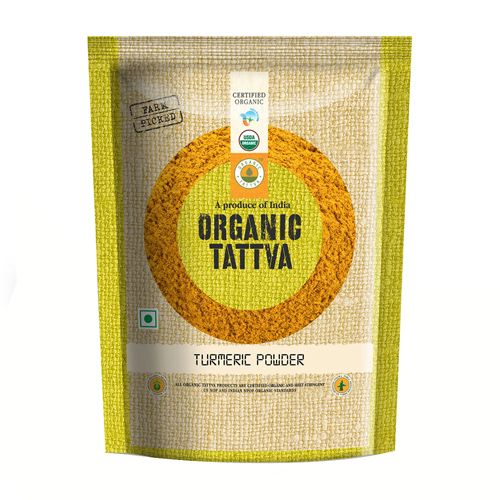 FARM
PICKED
CERTIFIED
ORGANIC
USDA
ORGANIC
ORGANIC
A produce of India
ORGANIC
TATTVA
TURMERIC POWDER
ALL ORGANIC TATTVA PRODUCTS ARE CERTIFIED ORGANIC AND MEET STRINGENT
US NOP AND INDIAN NPOP ORGANIC STANDARDS